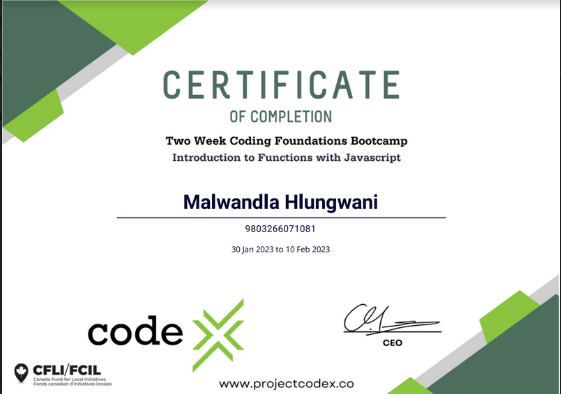 CERTIFICATE
OF COMPLETION
Two Week Coding Foundations Bootcamp
Introduction to Functions with Javascript
Malwandla Hlungwani
9803266071081
30 Jan 2023 to 10 Feb 2023
code X
CEO
CFLI/FCIL
Canada Fund for Local Initiatives
Fonds canadien d'initiatives locales
www.projectcodex.co